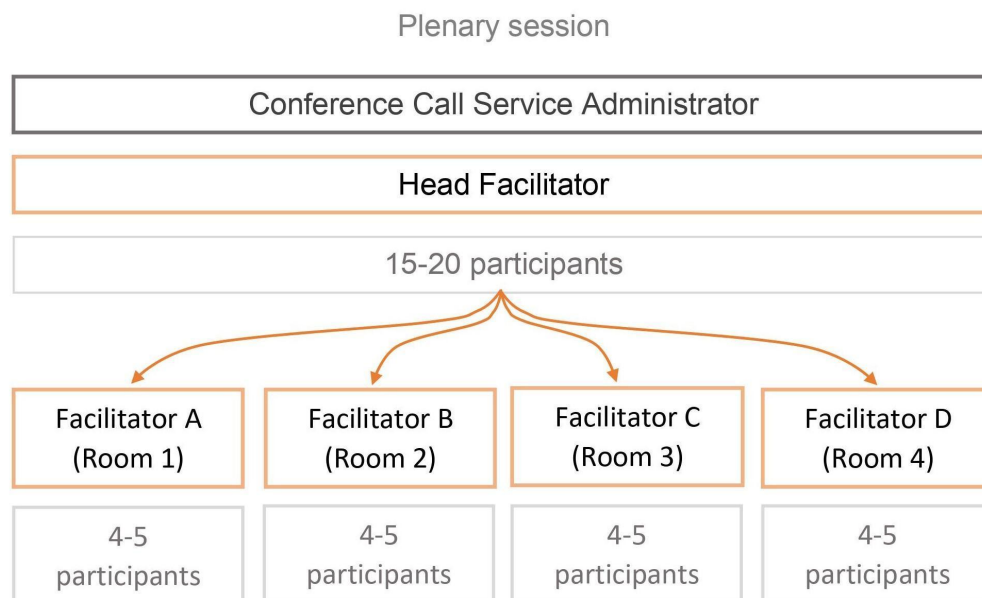 Plenary session
Conference Call Service Administrator
Head Facilitator
15-20 participants
Facilitator A
(Room 1)
4-5
participants
Facilitator B
(Room 2)
4-5
participants
Facilitator C
(Room 3)
4-5
participants
Facilitator D
(Room 4)
4-5
participants